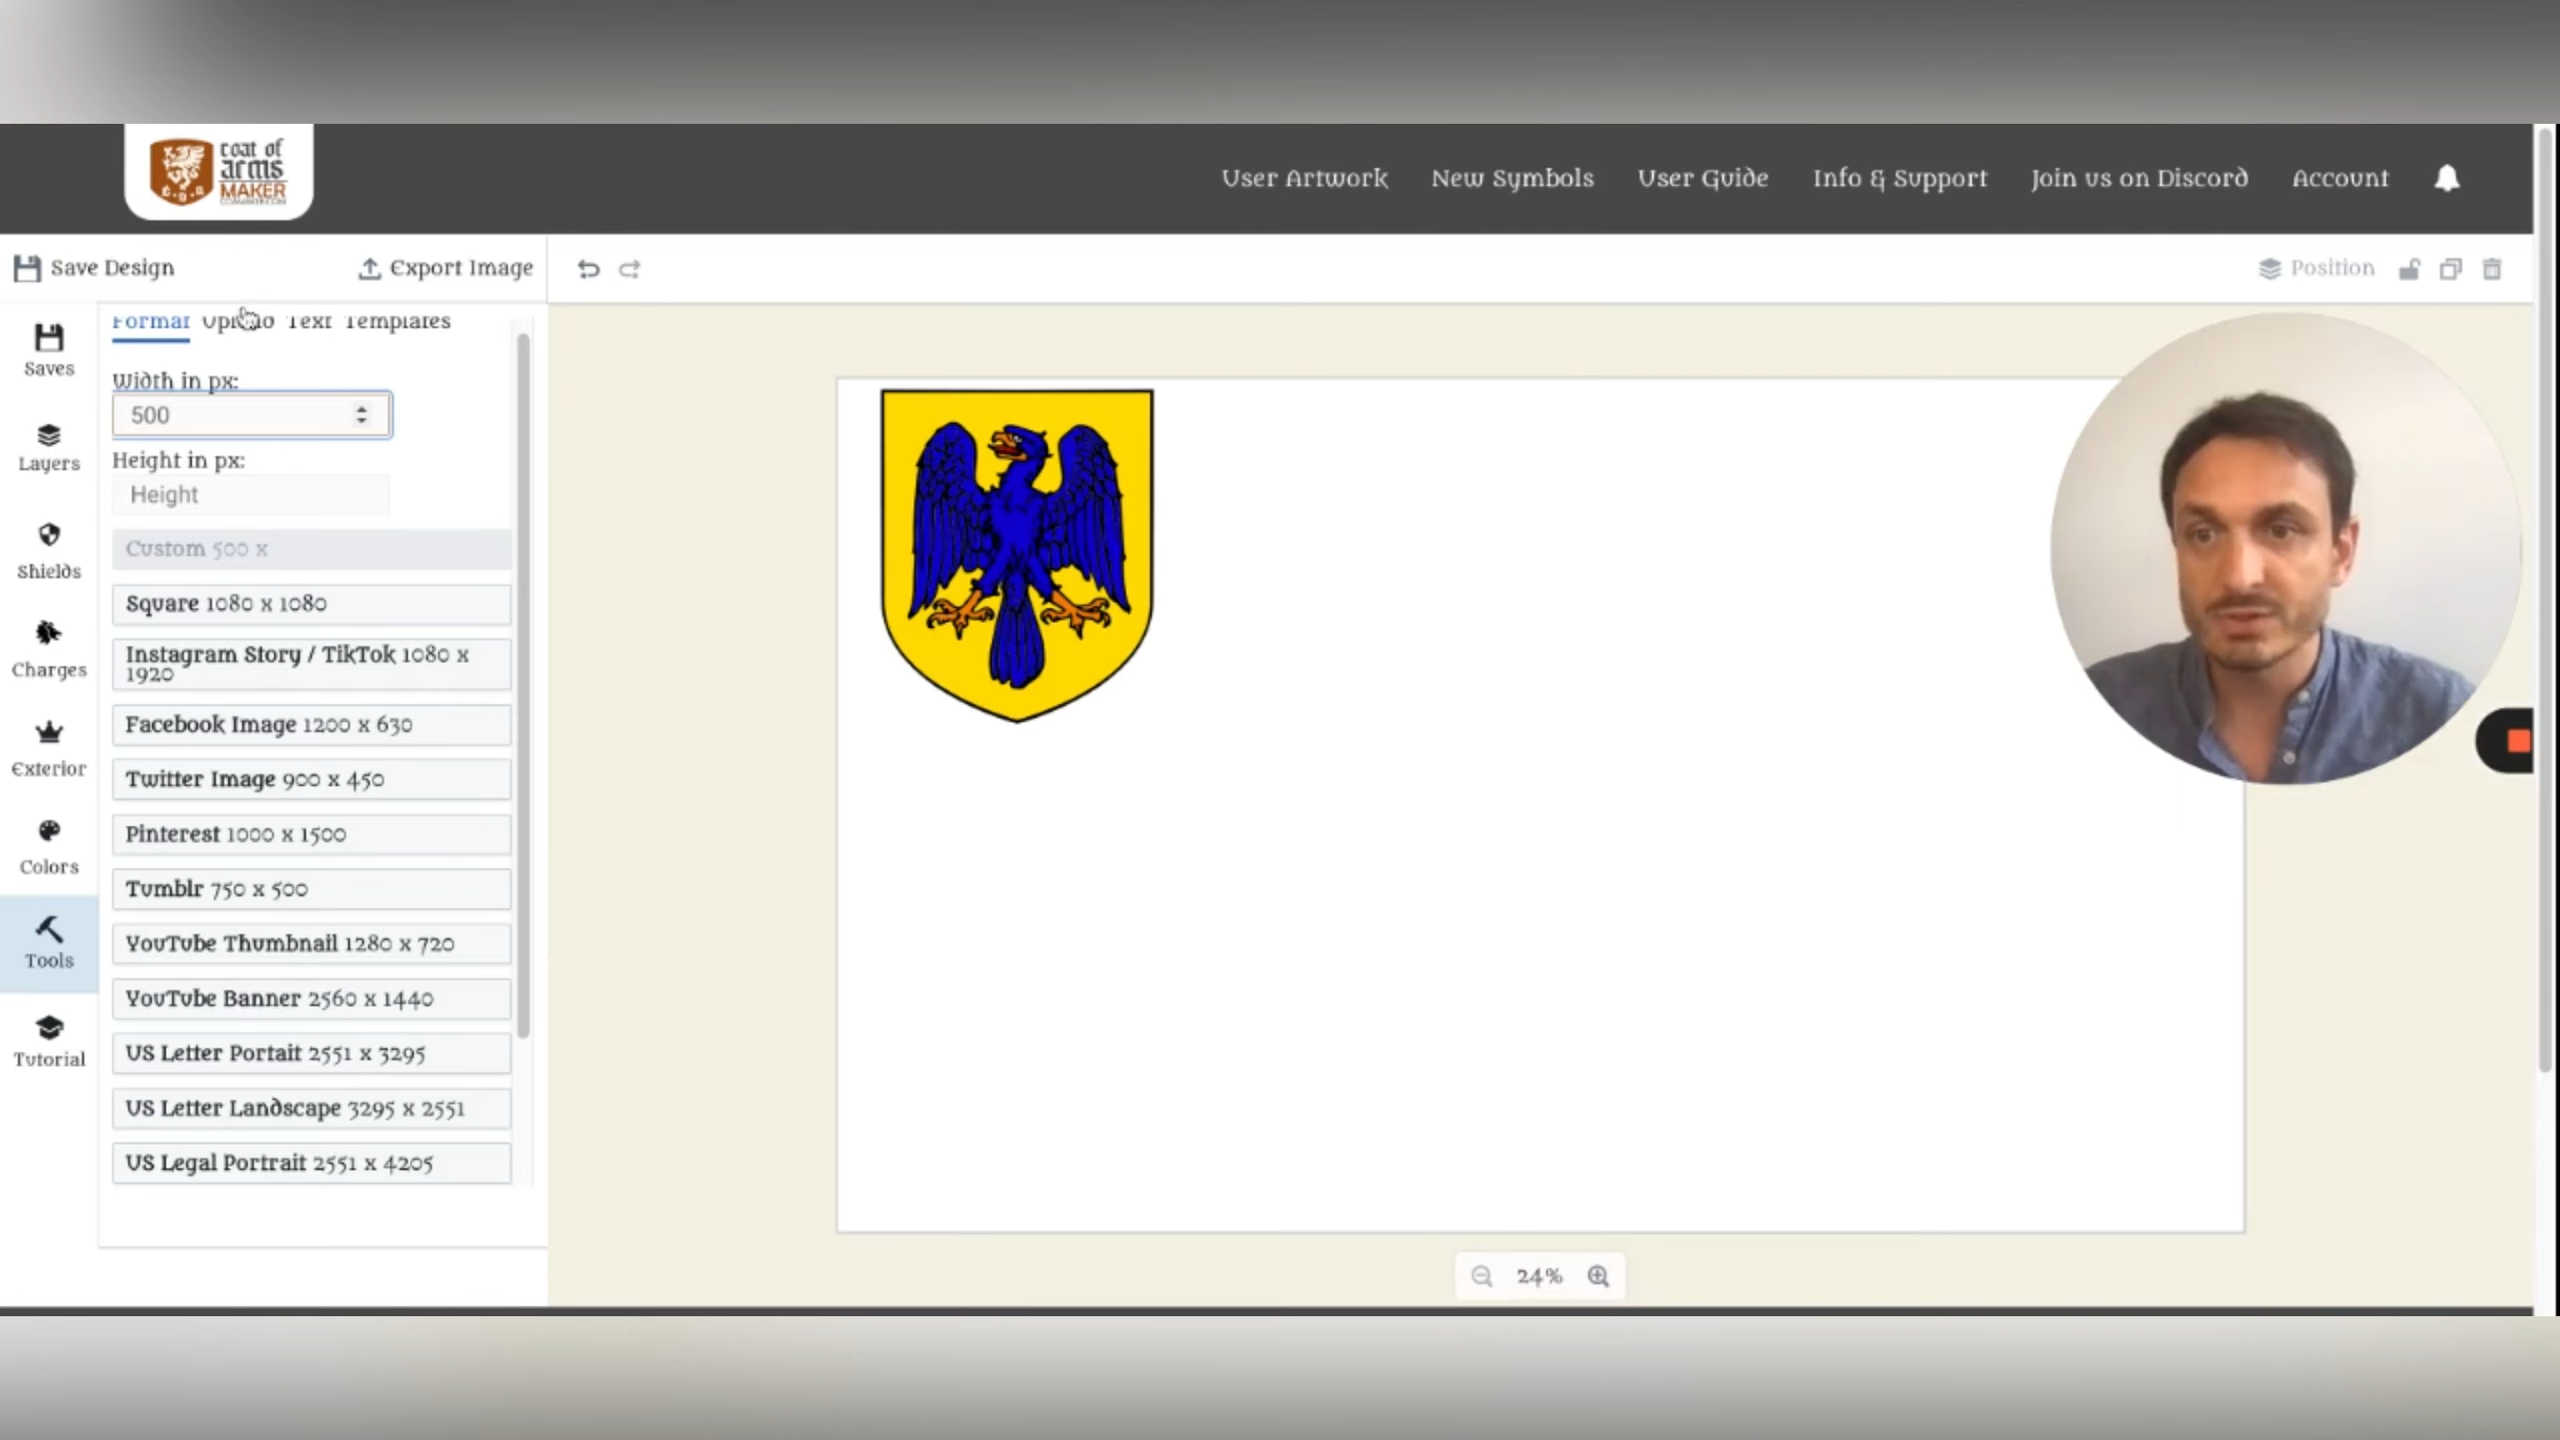 coat of
arms
MAKER
User Artwork
New Symbols
User Guide
Info & Support
Join us on Discord
Account
Save Design
Export Image
Position
Saves
Layers
Shields
Charges
Exterior
Colors
Tools
Tutorial
Format Upload Text Templates
Width in px:
500
Height in px:
Height
Custom 500 x
Square 1080 x 1080
Instagram Story / TikTok 1080 x
1920
Facebook Image 1200 x 630
Twitter Image 900 x 450
Pinterest 1000 x 1500
Tumblr 750 x 500
YouTube Thumbnail 1280 x 720
YouTube Banner 2560 x 1440
US Letter Portait 2551 x 3295
US Letter Landscape 3295 x 2551
US Legal Portrait 2551 x 4205
24%